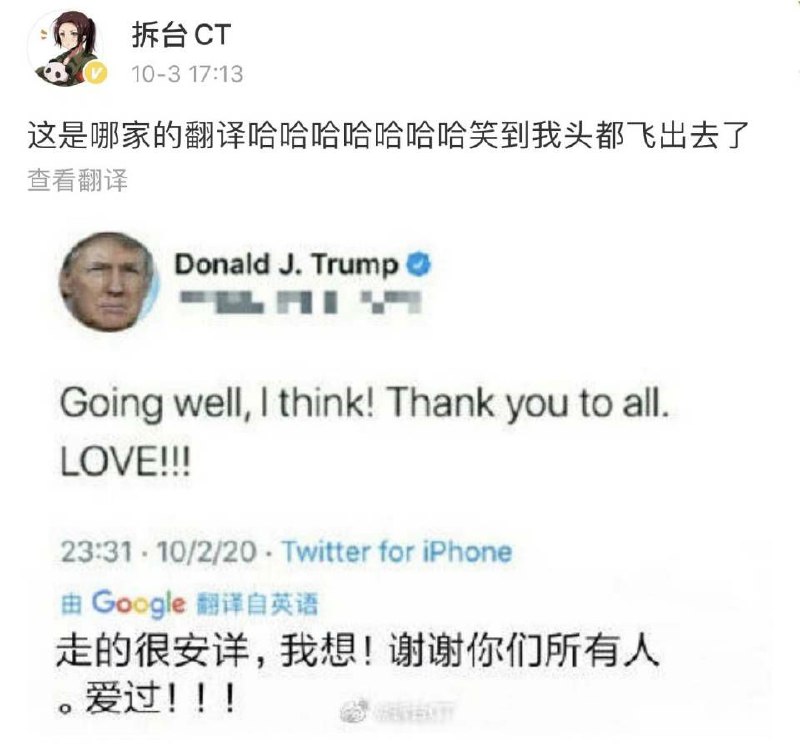 拆台CT
10-3 17:13
这是哪家的翻译哈哈哈哈哈哈哈笑到我头都飞出去了
查看翻译
Donald J. Trump
Going well, I think! Thank you to all.
LOVE!!!
23:31 · 10/2/20 · Twitter for iPhone
由 Google 翻译自英语
走的很安详，我想！谢谢你们所有人
。爱过！！！